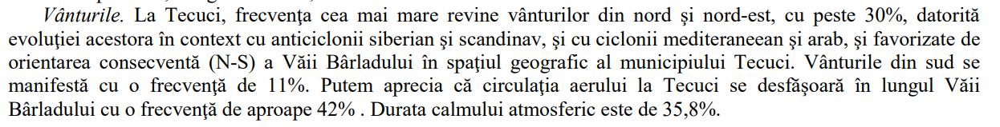 Vânturile. La Tecuci, frecvenţa cea mai mare revine vânturilor din nord şi nord-est, cu peste 30%, datorită
evoluţiei acestora în context cu anticiclonii siberian şi scandinav, şi cu ciclonii mediteraneean şi arab, şi favorizate de
orientarea consecventă (N-S) a Văii Bârladului în spaţiul geografic al municipiului Tecuci. Vânturile din sud se
manifestă cu o frecvenţă de 11%. Putem aprecia că circulaţia aerului la Tecuci se desfăşoară în lungul Văii
Bârladului cu o frecvenţă de aproape 42% . Durata calmului atmosferic este de 35,8%.